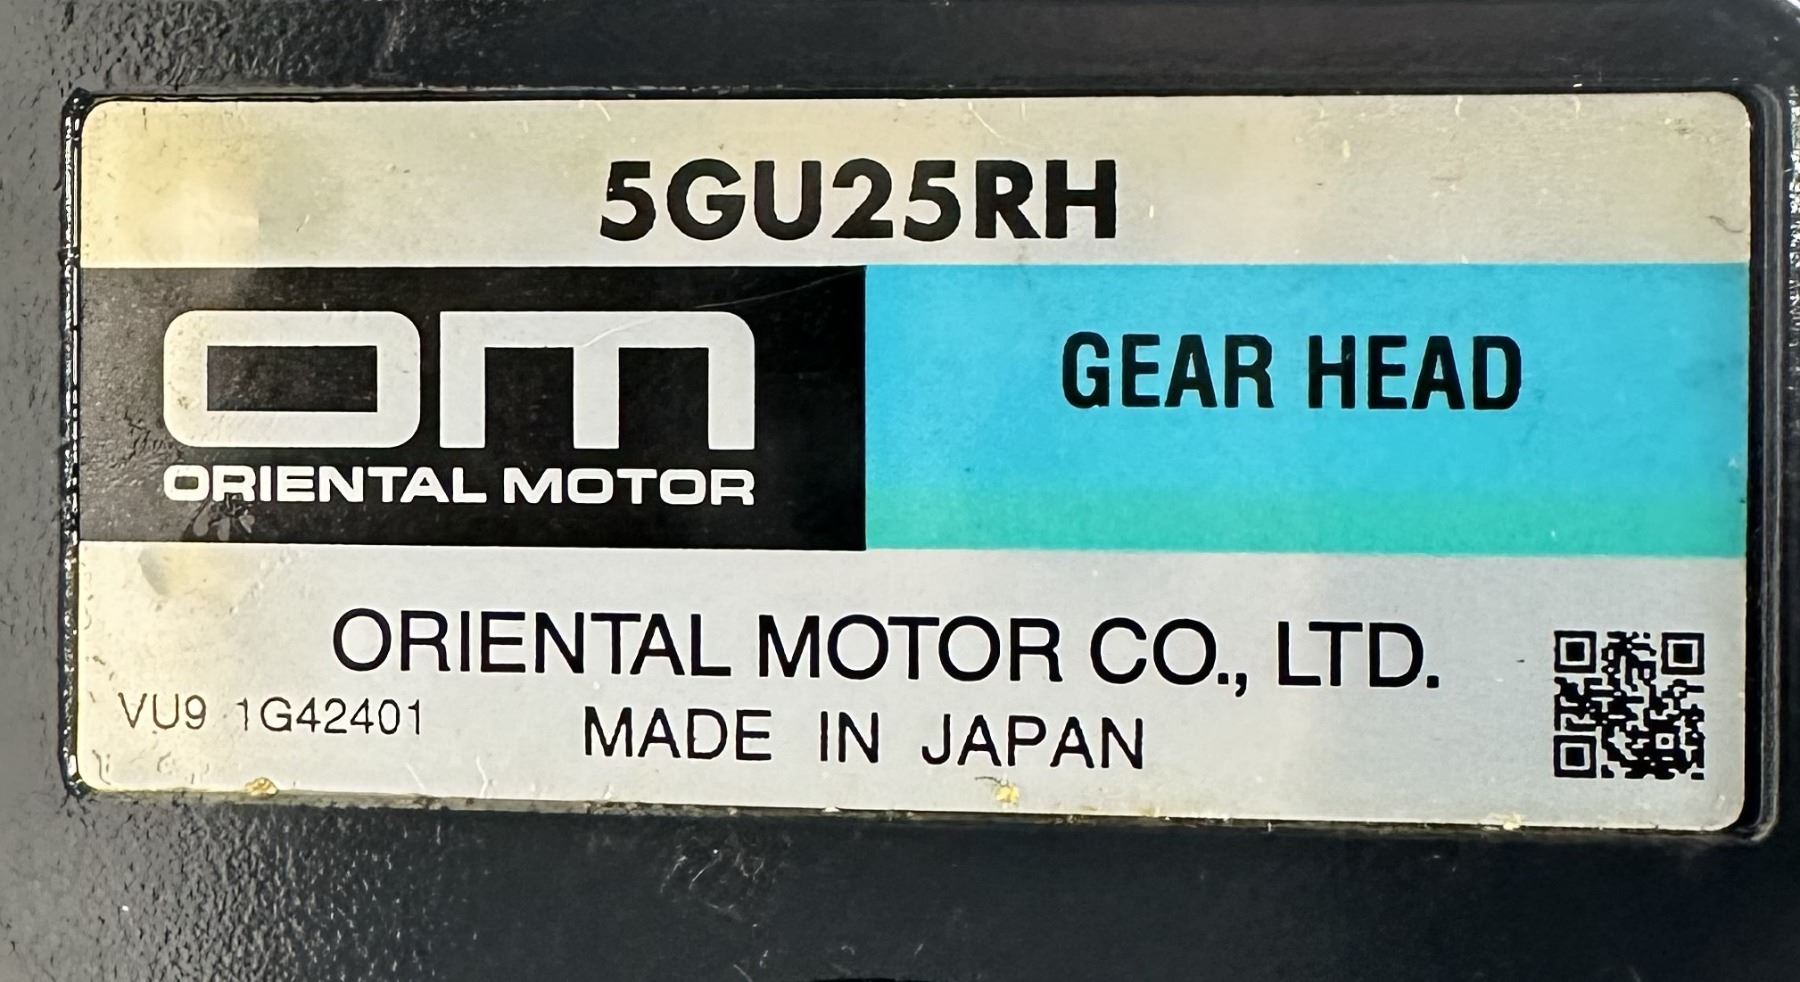 5GU25RH
om
ORIENTAL MOTOR
GEAR HEAD
ORIENTAL MOTOR CO., LTD.
VU9 1G42401
MADE IN JAPAN